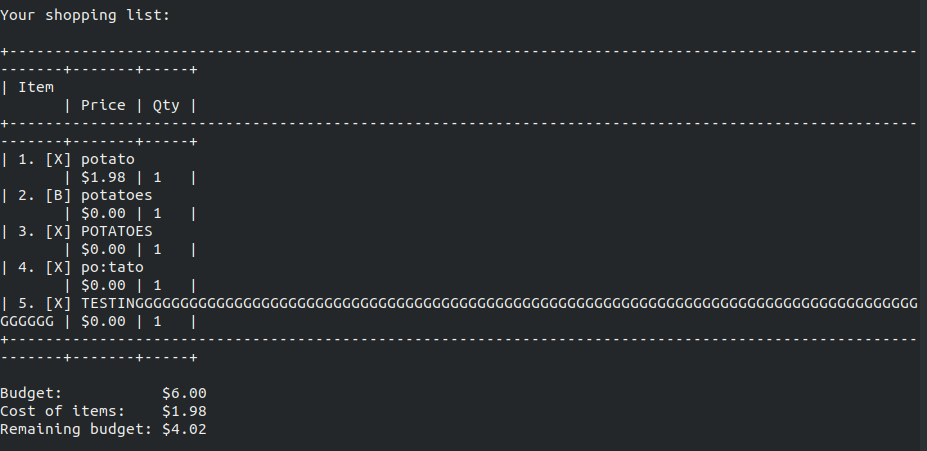 Your shopping list:
+-----------------------------------------------------------------------------------------------------
-------+-------+-----+
| Item
       | Price | Qty |
+-----------------------------------------------------------------------------------------------------
-------+-------+-----+
| 1. [X] potato
       | $1.98 | 1   |
| 2. [B] potatoes
       | $0.00 | 1   |
| 3. [X] POTATOES
       | $0.00 | 1   |
| 4. [X] po:tato
       | $0.00 | 1   |
| 5. [X] TESTINGGGGGGGGGGGGGGGGGGGGGGGGGGGGGGGGGGGGGGGGGGGGGGGGGGGGGGGGGGGGGGGGGGGGGGGGGGGGGGGGGGGGG
GGGGGG | $0.00 | 1   |
+-----------------------------------------------------------------------------------------------------
-------+-------+-----+
Budget:           $6.00
Cost of items:    $1.98
Remaining budget: $4.02